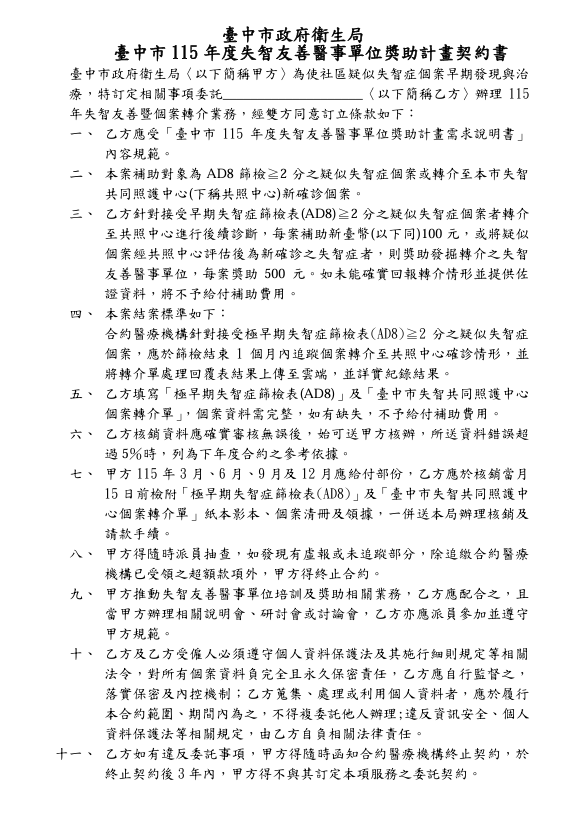 臺中市政府衛生局
臺中市 115 年度失智友善醫事單位獎助計畫契約書
臺中市政府衛生局〈以下簡稱甲方〉為使社區疑似失智症個案早期發現與治
療，特訂定相關事項委託＿＿＿＿＿＿＿＿＿＿〈以下簡稱乙方〉辦理 115
年失智友善暨個案轉介業務，經雙方同意訂立條款如下：
一、 乙方應受「臺中市 115 年度失智友善醫事單位獎助計畫需求說明書」
內容規範。
二、 本案補助對象為 AD8 篩檢≧2 分之疑似失智症個案或轉介至本市失智
共同照護中心(下稱共照中心)新確診個案。
三、 乙方針對接受早期失智症篩檢表(AD8)≧2 分之疑似失智症個案者轉介
至共照中心進行後續診斷，每案補助新臺幣(以下同)100 元，或將疑似
個案經共照中心評估後為新確診之失智症者，則獎助發掘轉介之失智
友善醫事單位，每案獎助 500 元。如未能確實回報轉介情形並提供佐
證資料，將不予給付補助費用。
四、 本案結案標準如下：
合約醫療機構針對接受極早期失智症篩檢表(AD8)≧2 分之疑似失智症
個案，應於篩檢結束 1 個月內追蹤個案轉介至共照中心確診情形，並
將轉介單處理回覆表結果上傳至雲端，並詳實紀錄結果。
五、 乙方填寫「極早期失智症篩檢表(AD8)」及「臺中市失智共同照護中心
個案轉介單」，個案資料需完整，如有缺失，不予給付補助費用。
六、 乙方核銷資料應確實審核無誤後，始可送甲方核辦，所送資料錯誤超
過 5%時，列為下年度合約之參考依據。
七、 甲方 115 年 3 月、6 月、9 月及 12 月應給付部份，乙方應於核銷當月
15 日前檢附「極早期失智症篩檢表(AD8)」及「臺中市失智共同照護中
心個案轉介單」紙本影本、個案清冊及領據，一併送本局辦理核銷及
請款手續。
八、 甲方得隨時派員抽查，如發現有虛報或未追蹤部分，除追繳合約醫療
機構已受領之超額款項外，甲方得終止合約。
九、 甲方推動失智友善醫事單位培訓及獎助相關業務，乙方應配合之，且
當甲方辦理相關說明會、研討會或討論會，乙方亦應派員參加並遵守
甲方規範。
十、 乙方及乙方受僱人必須遵守個人資料保護法及其施行細則規定等相關
法令，對所有個案資料負完全且永久保密責任，乙方應自行監督之，
落實保密及內控機制；乙方蒐集、處理或利用個人資料者，應於履行
本合約範圍、期間內為之，不得複委託他人辦理;違反資訊安全、個人
資料保護法等相關規定，由乙方自負相關法律責任。
十一、 乙方如有違反委託事項，甲方得隨時函知合約醫療機構終止契約，於
終止契約後 3 年內，甲方得不與其訂定本項服務之委託契約。